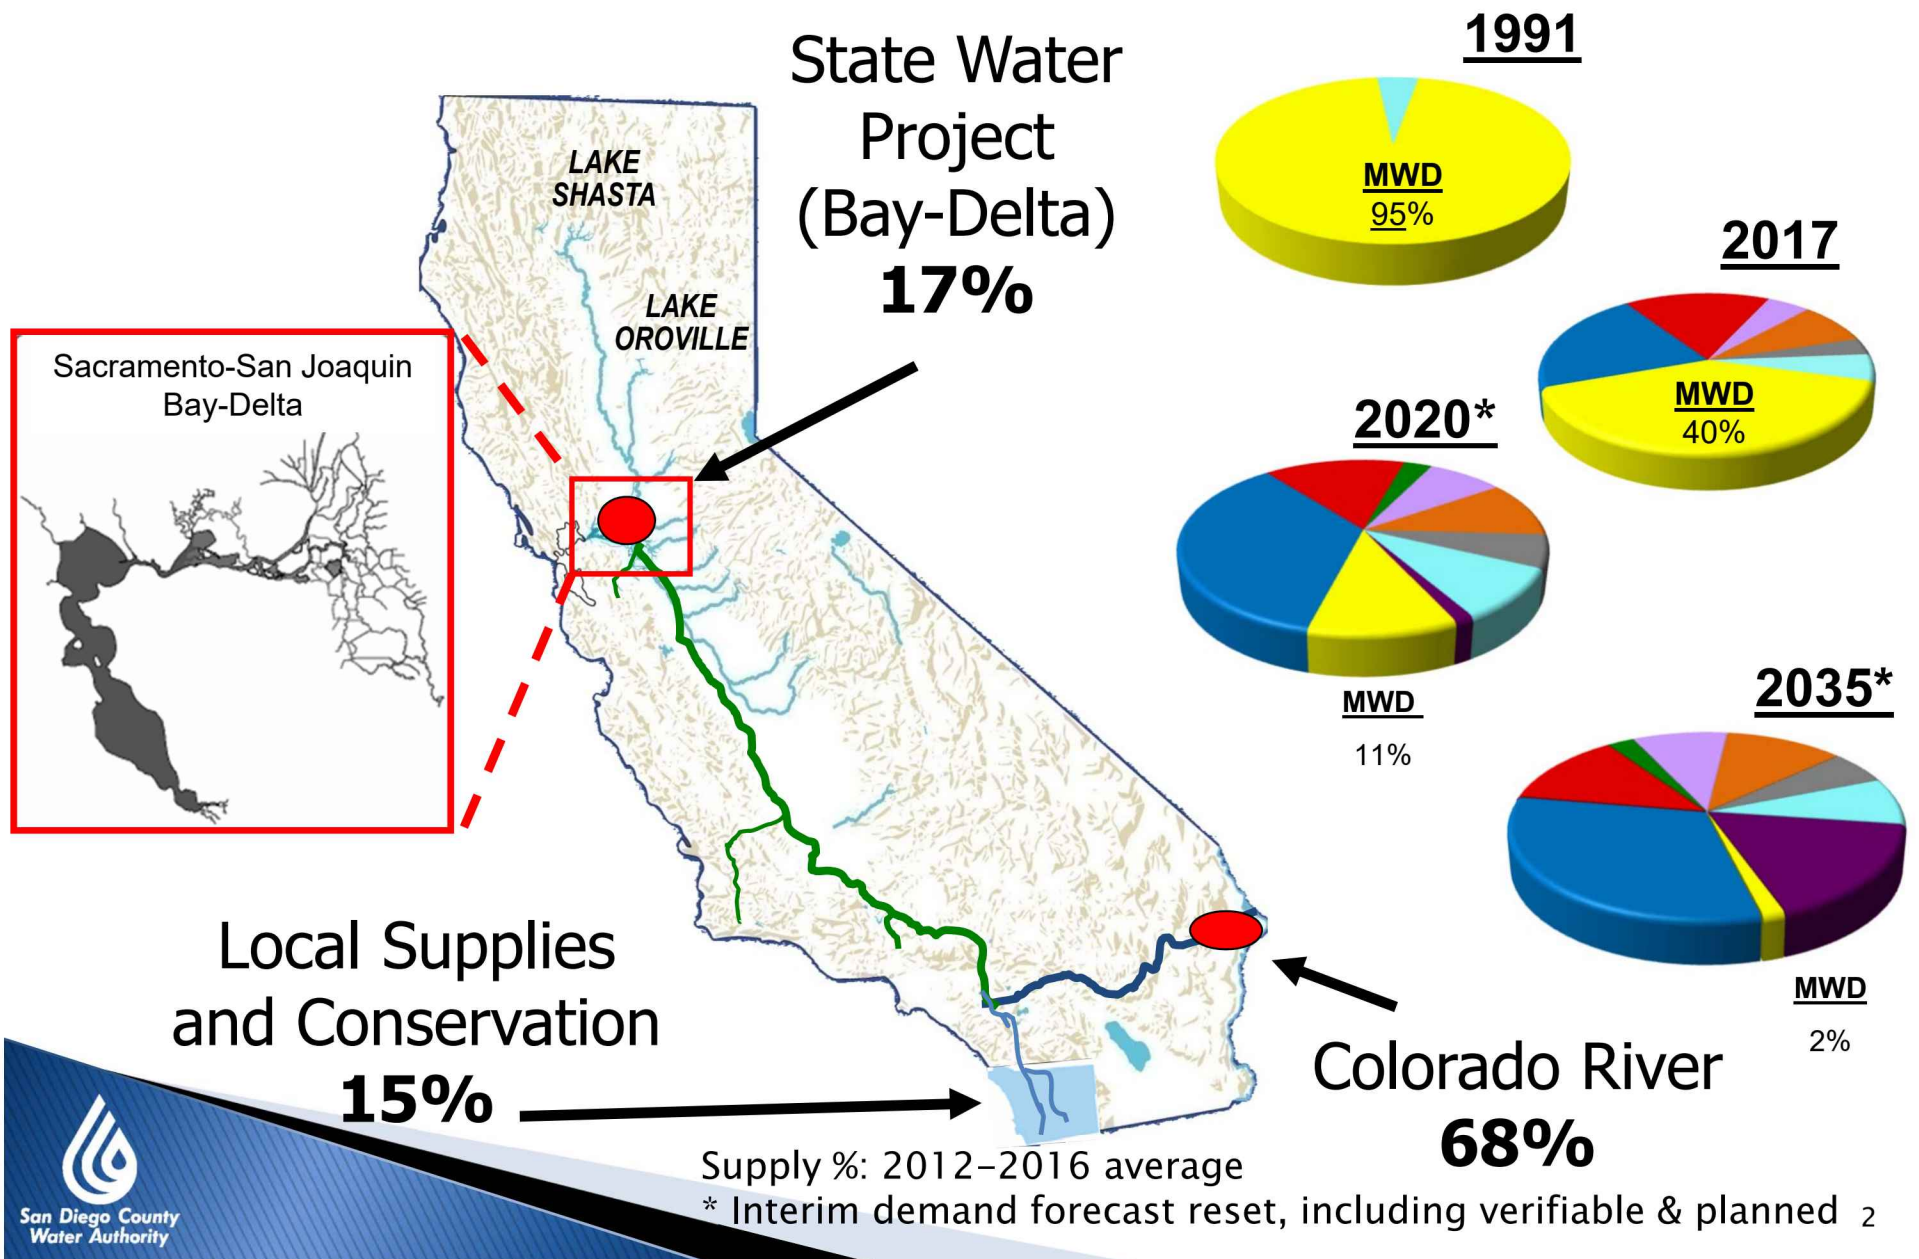 State Water
Project
(Bay-Delta)
17%
1991
MWD
95%
2017
MWD
40%
2020*
MWD
11%
2035*
MWD
2%
LAKE
SHASTA
LAKE
OROVILLE
Sacramento-San Joaquin
Bay-Delta
Local Supplies
and Conservation
15%
Colorado River
68%
Supply %: 2012-2016 average
* Interim demand forecast reset, including verifiable & planned
2
San Diego County
Water Authority